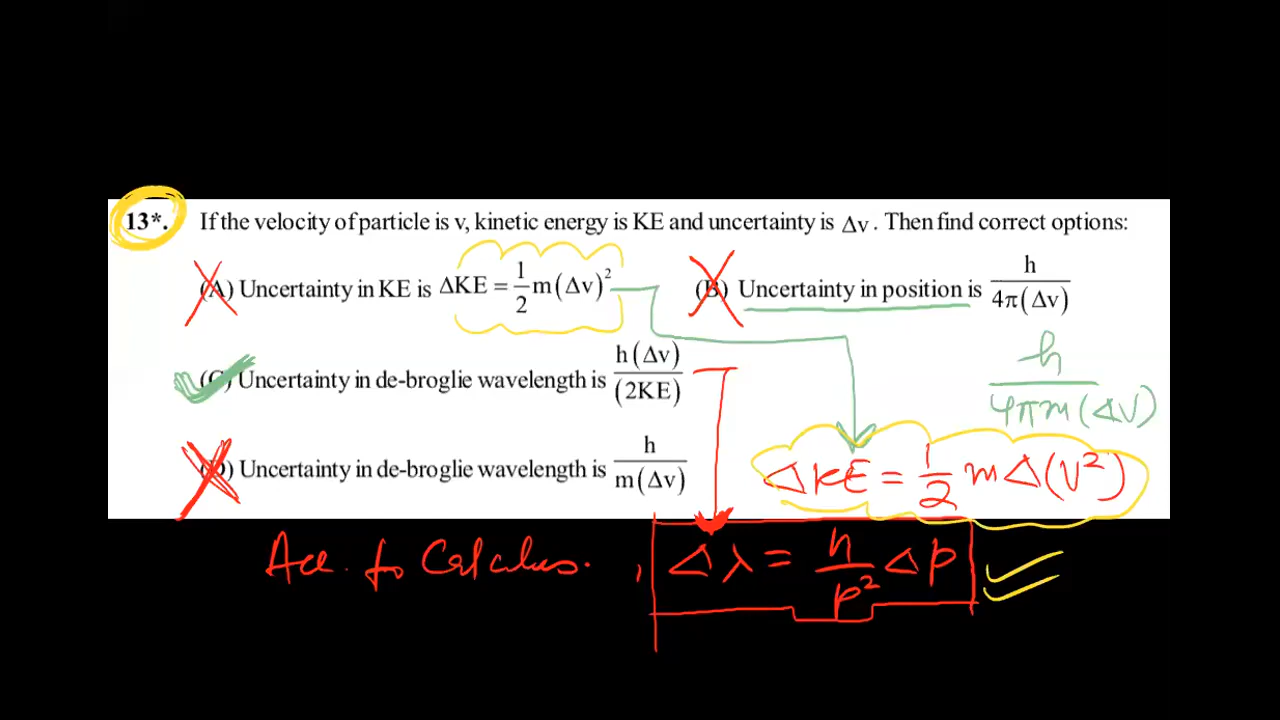 13*. If the velocity of particle is v, kinetic energy is KE and uncertainty is Δv. Then find correct options:
(A) Uncertainty in KE is ΔKE = 1/2 m(Δv)²
(B) Uncertainty in position is h/4π(Δv)
h/4πm(ΔV)
(C) Uncertainty in de-broglie wavelength is h(Δv)/(2KE)
(D) Uncertainty in de-broglie wavelength is h/m(Δv)
ΔKE = 1/2 mΔ(V²)
Acc. to Calculus. , Δλ = h/p² Δp